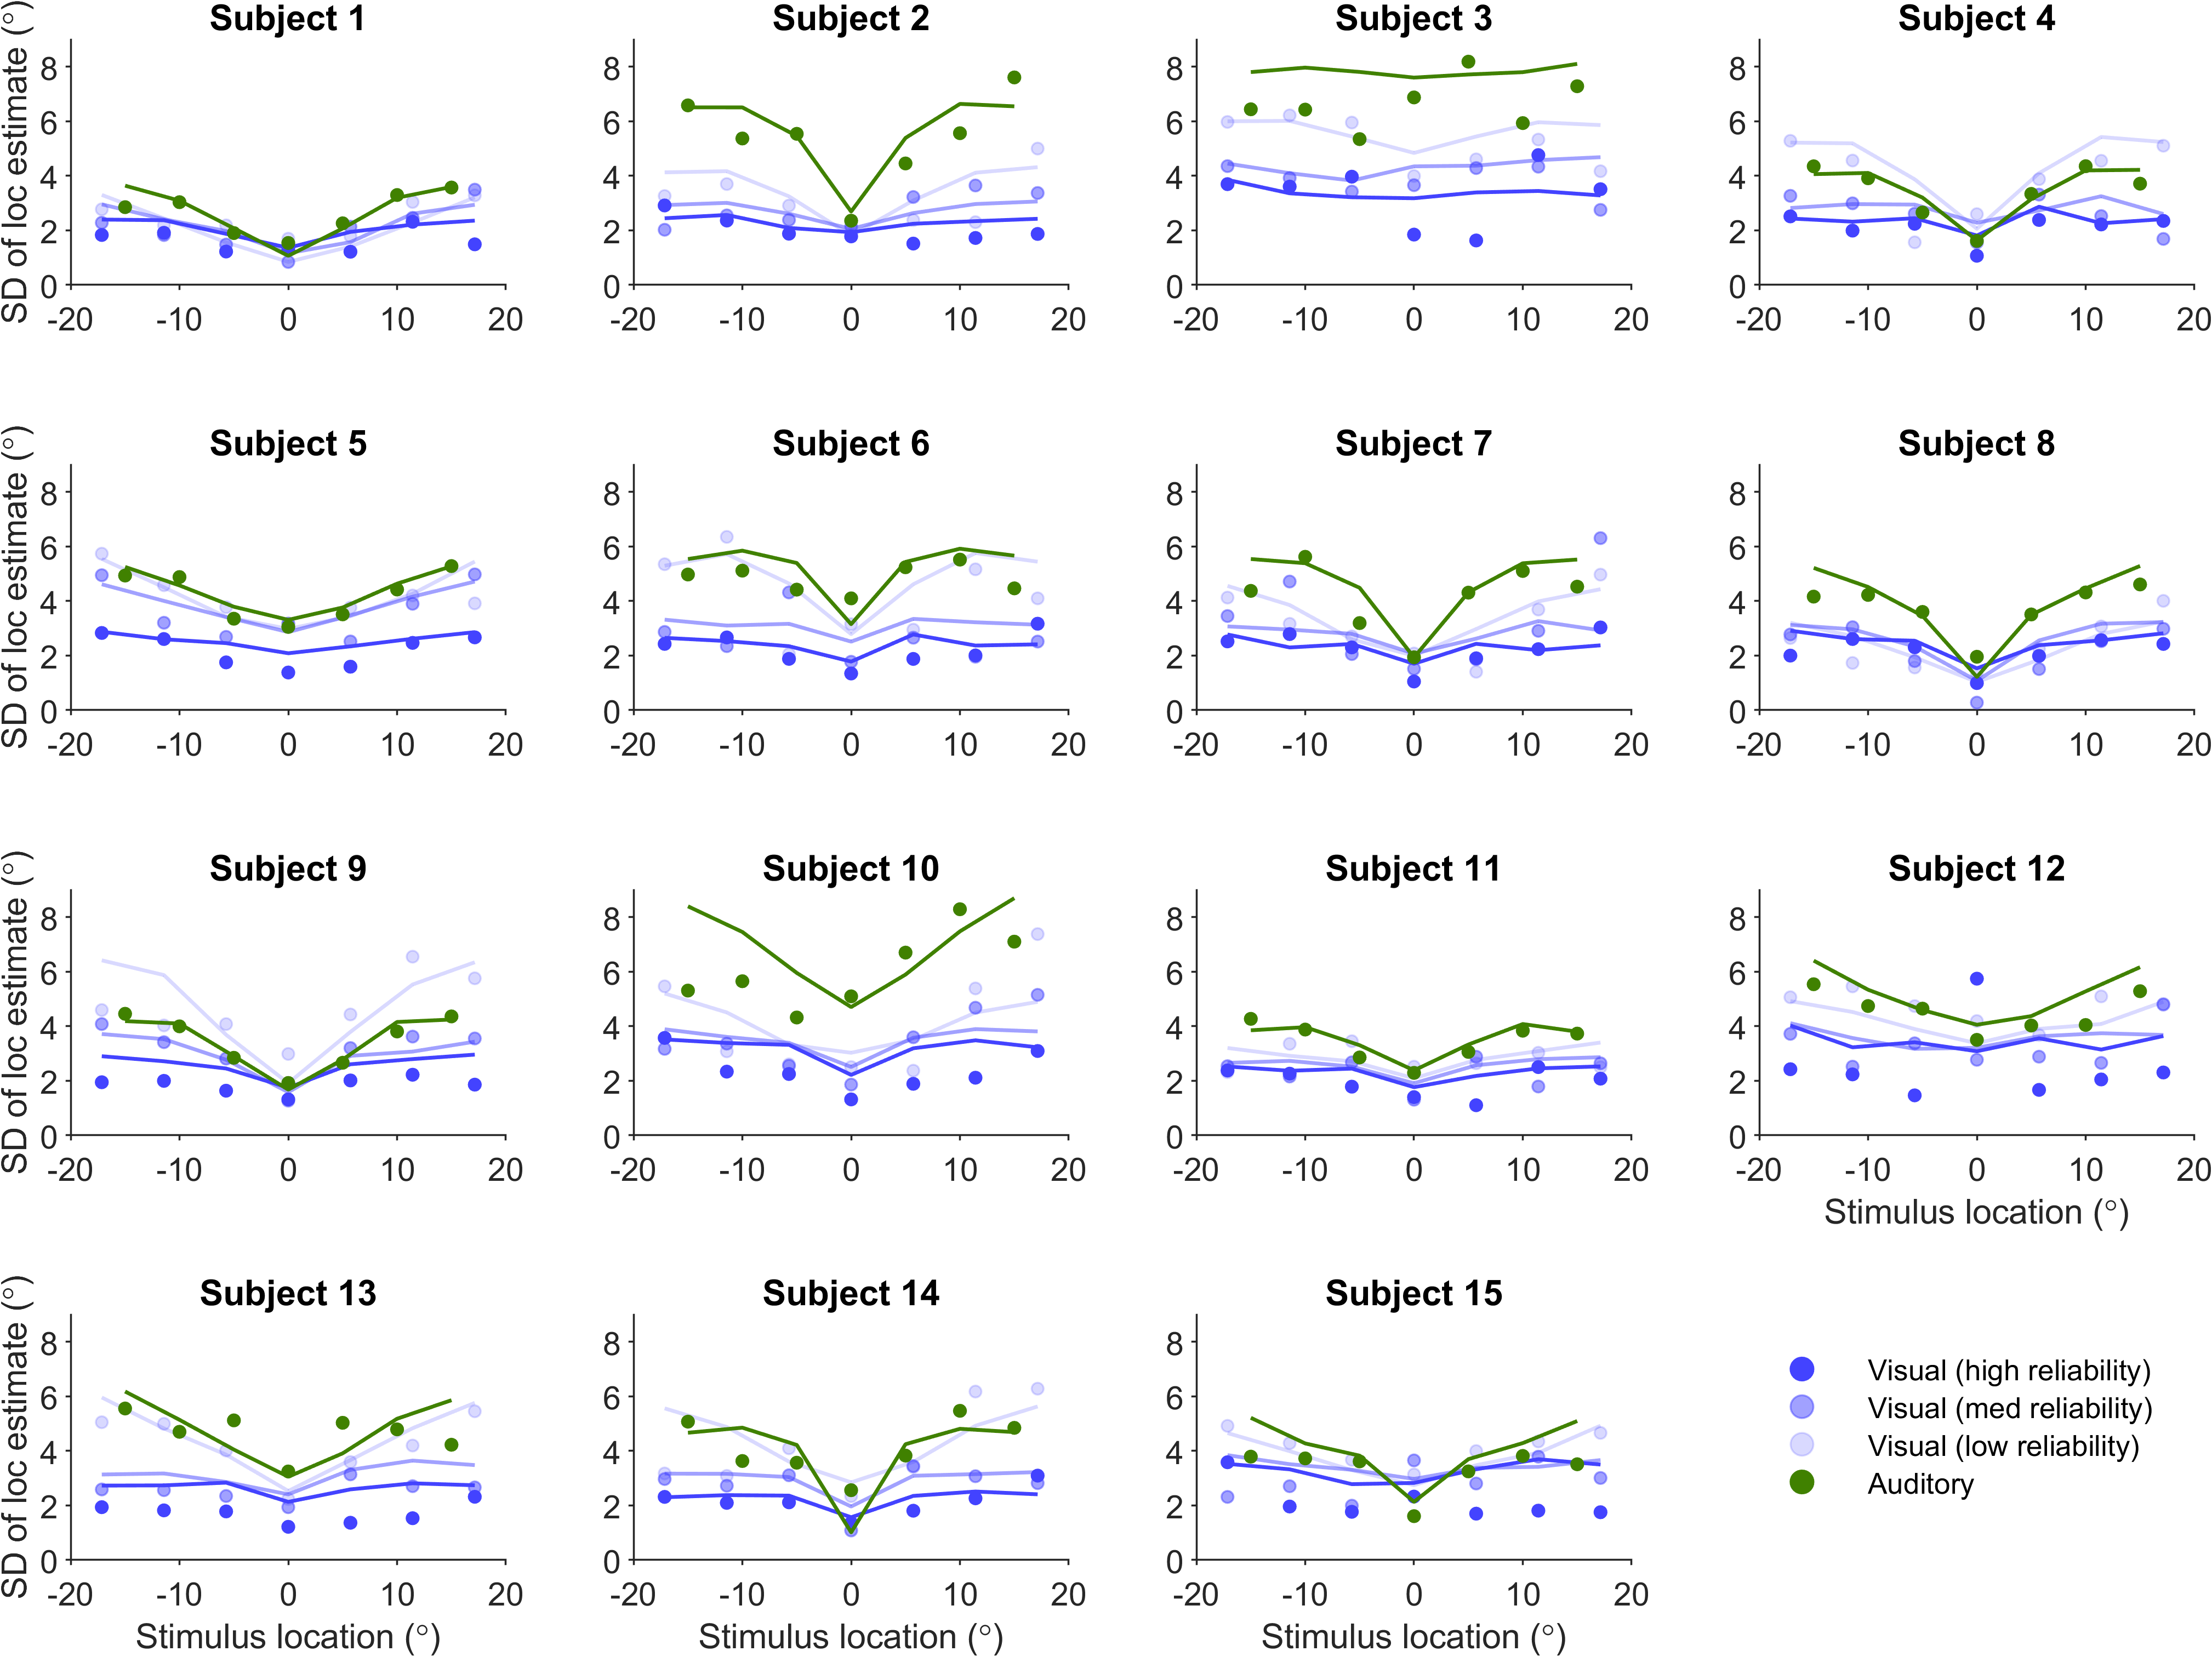 Subject 1 Subject 2 Subject 3 Subject 4
SD of loc estimate (°)
8 8 8 8
6 6 6 6
4 4 4 4
2 2 2 2
0 0 0 0
-20 -10 0 10 20 -20 -10 0 10 20 -20 -10 0 10 20 -20 -10 0 10 20
Subject 5 Subject 6 Subject 7 Subject 8
SD of loc estimate (°)
8 8 8 8
6 6 6 6
4 4 4 4
2 2 2 2
0 0 0 0
-20 -10 0 10 20 -20 -10 0 10 20 -20 -10 0 10 20 -20 -10 0 10 20
Subject 9 Subject 10 Subject 11 Subject 12
SD of loc estimate (°)
8 8 8 8
6 6 6 6
4 4 4 4
2 2 2 2
0 0 0 0
-20 -10 0 10 20 -20 -10 0 10 20 -20 -10 0 10 20 -20 -10 0 10 20
Stimulus location (°)
Subject 13 Subject 14 Subject 15
SD of loc estimate (°)
8 8 8
6 6 6
4 4 4
2 2 2
0 0 0
-20 -10 0 10 20 -20 -10 0 10 20 -20 -10 0 10 20
Stimulus location (°) Stimulus location (°) Stimulus location (°)
Visual (high reliability)
Visual (med reliability)
Visual (low reliability)
Auditory